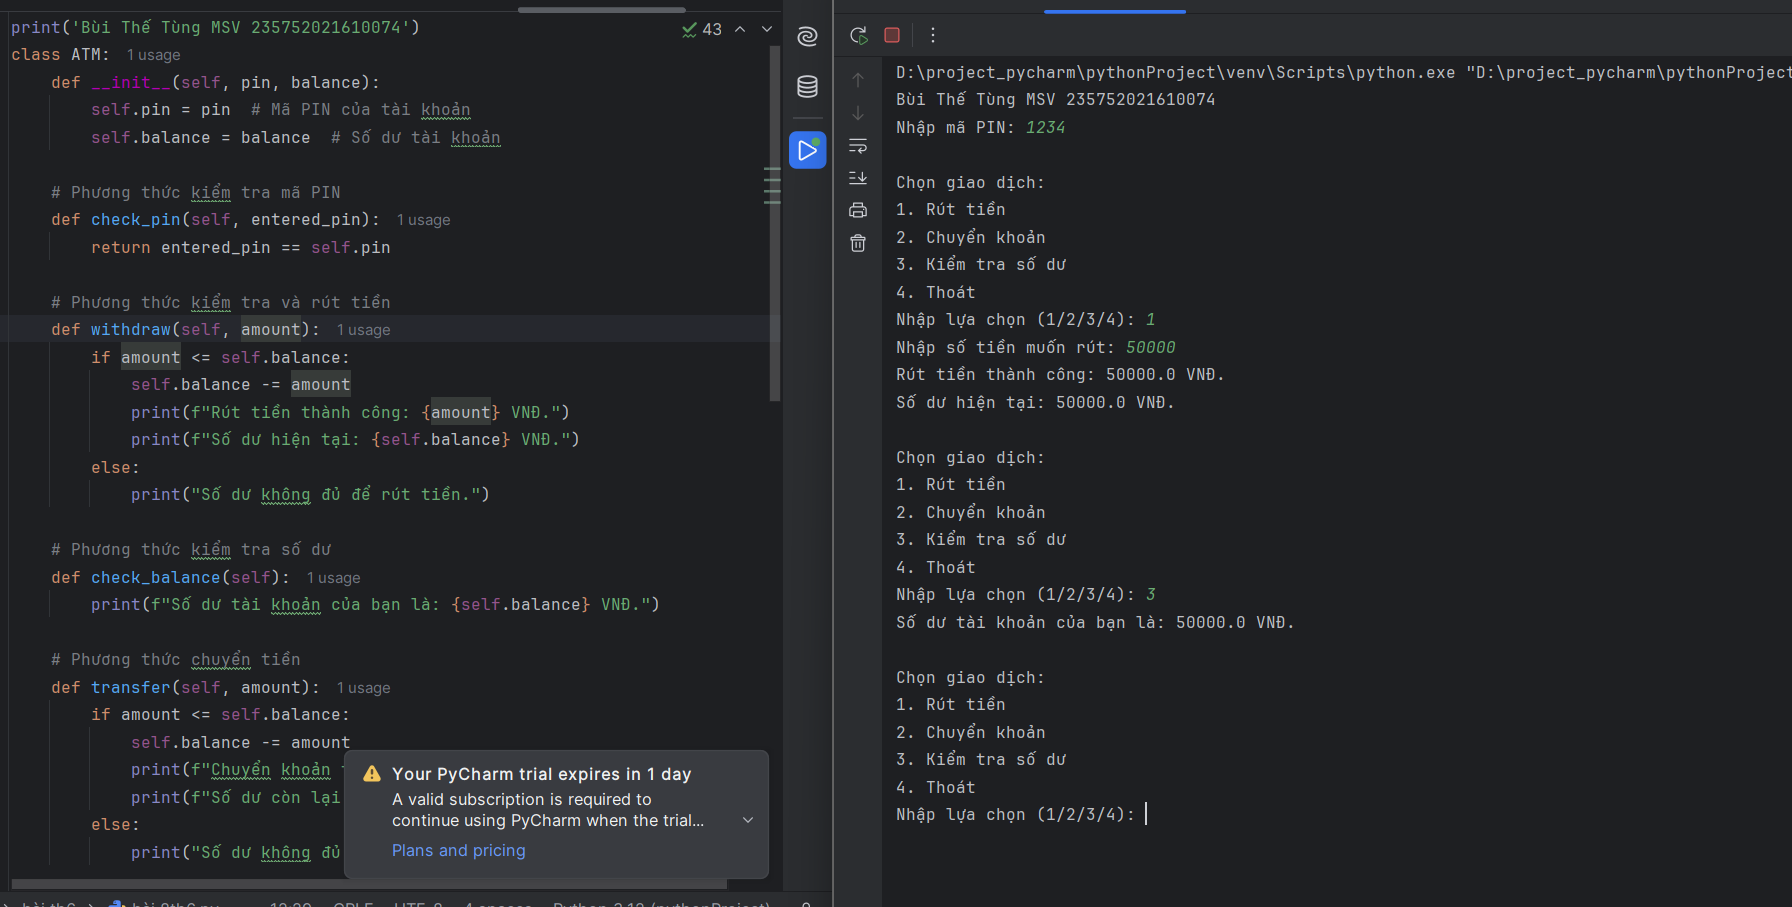 print('Bùi Thế Tùng MSV 235752021610074')
43
class ATM: 1 usage
def __init__(self, pin, balance):
self.pin = pin # Mã PIN của tài khoản
self.balance = balance # Số dư tài khoản
# Phương thức kiểm tra mã PIN
def check_pin(self, entered_pin): 1 usage
return entered_pin == self.pin
# Phương thức kiểm tra và rút tiền
def withdraw(self, amount): 1 usage
if amount <= self.balance:
self.balance -= amount
print(f"Rút tiền thành công: {amount} VNĐ.")
print(f"Số dư hiện tại: {self.balance} VNĐ.")
else:
print("Số dư không đủ để rút tiền.")
# Phương thức kiểm tra số dư
def check_balance(self): 1 usage
print(f"Số dư tài khoản của bạn là: {self.balance} VNĐ.")
# Phương thức chuyển tiền
def transfer(self, amount): 1 usage
if amount <= self.balance:
self.balance -= amount
print(f"Chuyển khoản
print(f"Số dư còn lại
else:
print("Số dư không đủ
Your PyCharm trial expires in 1 day
A valid subscription is required to
continue using PyCharm when the trial...
Plans and pricing
D:\project_pycharm\pythonProject\venv\Scripts\python.exe "D:\project_pycharm\pythonProject
Bùi Thế Tùng MSV 235752021610074
Nhập mã PIN: 1234
Chọn giao dịch:
1. Rút tiền
2. Chuyển khoản
3. Kiểm tra số dư
4. Thoát
Nhập lựa chọn (1/2/3/4): 1
Nhập số tiền muốn rút: 50000
Rút tiền thành công: 50000.0 VNĐ.
Số dư hiện tại: 50000.0 VNĐ.
Chọn giao dịch:
1. Rút tiền
2. Chuyển khoản
3. Kiểm tra số dư
4. Thoát
Nhập lựa chọn (1/2/3/4): 3
Số dư tài khoản của bạn là: 50000.0 VNĐ.
Chọn giao dịch:
1. Rút tiền
2. Chuyển khoản
3. Kiểm tra số dư
4. Thoát
Nhập lựa chọn (1/2/3/4):